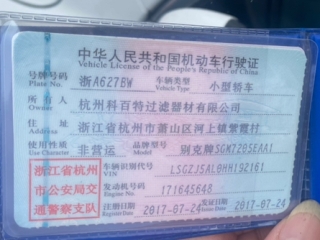 中华人民共和国机动车行驶证
Vehicle License of the People's Republic of China
号牌号码 浙A627BW 车辆类型 小型轿车
Plate No. Vehicle Type
所有人 杭州科百特过滤器材有限公司
Owner
住址 浙江省杭州市萧山区河上镇紫霞村
Address
使用性质 非营运 品牌型号 别克牌SGM7205EAA1
Use Character Model
浙江省杭州 车辆识别代号 LSGZJ5AL0HH192161
VIN
市公安局交 发动机号码 171645648
Engine No.
通警察支队 注册日期 2017-07-24 发证日期 2017-07-24
Register Date Issue Date